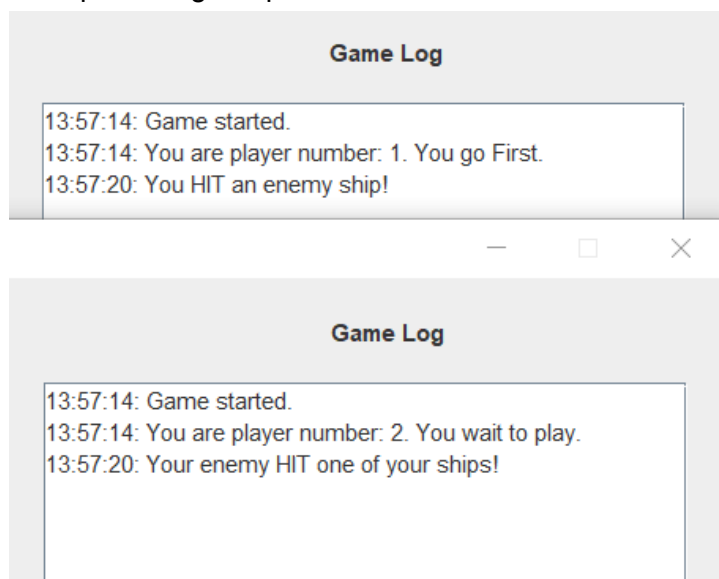 Game Log
13:57:14: Game started.
13:57:14: You are player number: 1. You go First.
13:57:20: You HIT an enemy ship!
Game Log
13:57:14: Game started.
13:57:14: You are player number: 2. You wait to play.
13:57:20: Your enemy HIT one of your ships!